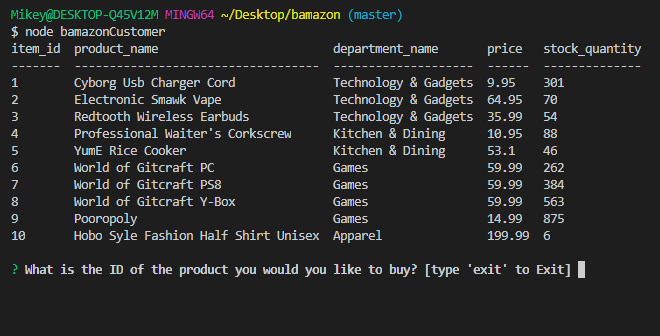 Mikey@DESKTOP-Q45V12M MINGW64 ~/Desktop/bamazon (master)
$ node bamazonCustomer
item_id  product_name                        department_name       price   stock_quantity
-------  ----------------------------------  --------------------  ------  --------------
1        Cyborg Usb Charger Cord             Technology & Gadgets  9.95    301
2        Electronic Smawk Vape               Technology & Gadgets  64.95   70
3        Redtooth Wireless Earbuds           Technology & Gadgets  35.99   54
4        Professional Waiter's Corkscrew     Kitchen & Dining      10.95   88
5        YumE Rice Cooker                    Kitchen & Dining      53.1    46
6        World of Gitcraft PC                Games                 59.99   262
7        World of Gitcraft PS8               Games                 59.99   384
8        World of Gitcraft Y-Box             Games                 59.99   563
9        Pooropoly                           Games                 14.99   875
10       Hobo Syle Fashion Half Shirt Unisex  Apparel               199.99  6
? What is the ID of the product you would you like to buy? [type 'exit' to Exit]